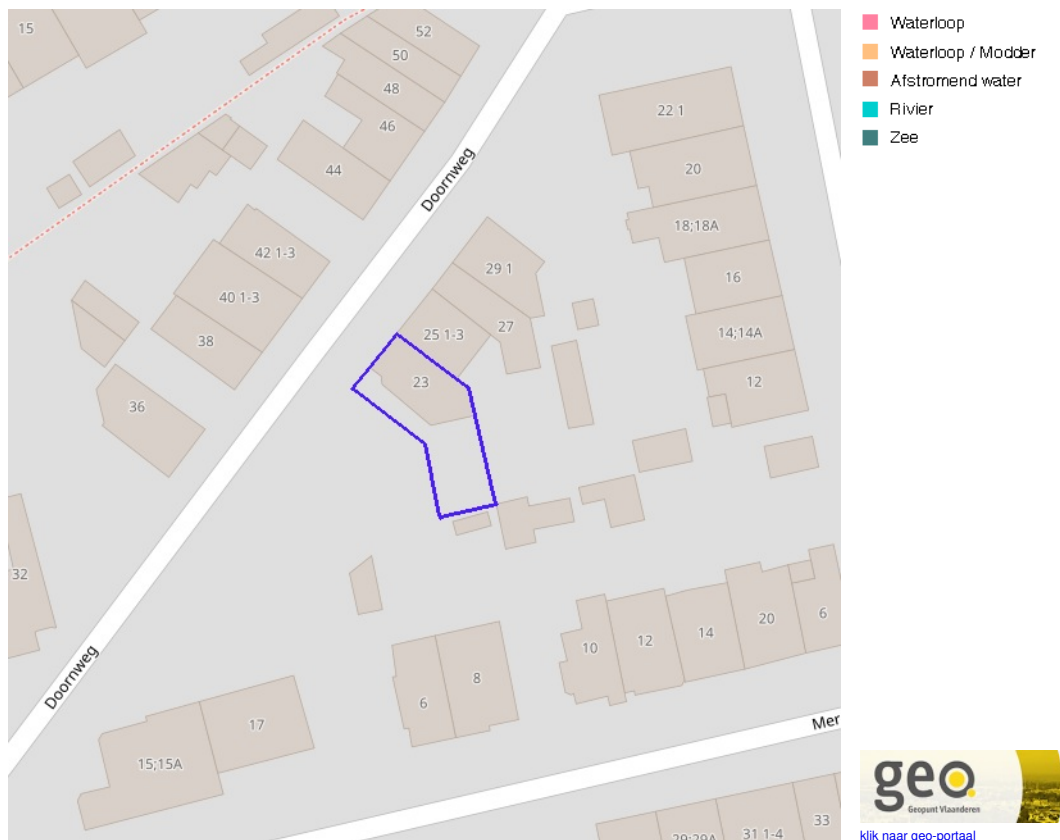 15
52
50
48
46
44
22 1
20
18;18A
16
14;14A
12
Doornweg
42 1-3
40 1-3
38
36
29 1
27
25 1-3
23
32
10
12
14
20
6
6
8
17
15;15A
Doornweg
Mer
29;29A
31 1-4
33
Waterloop
Waterloop / Modder
Afstromend water
Rivier
Zee
geo
Geopunt Vlaanderen
klik naar geo-portaal